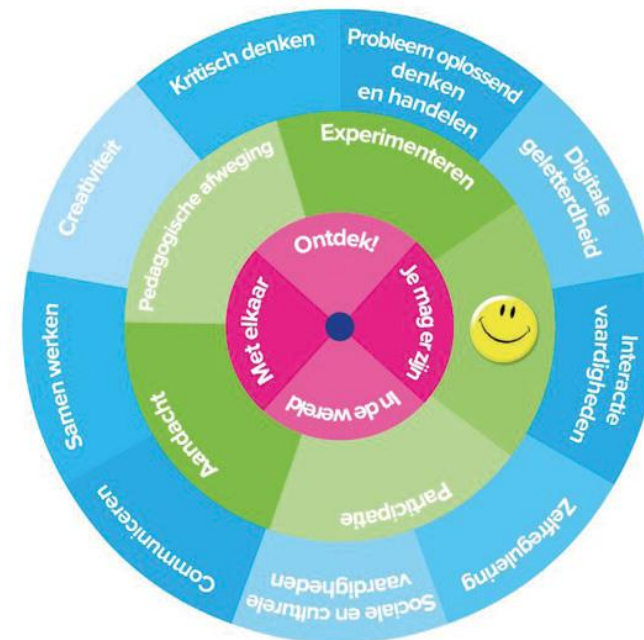 Kritisch denken
Probleem oplossend
denken
en handelen
Digitale
geletterdheid
Interactie
vaardigheden
Zelfregulering
Sociale en culturele
vaardigheden
Communiceren
Samen werken
Creativiteit
Experimenteren
Participatie
Aandacht
Pedagogische afweging
Ontdek!
Je mag er zijn
In de wereld
Met elkaar